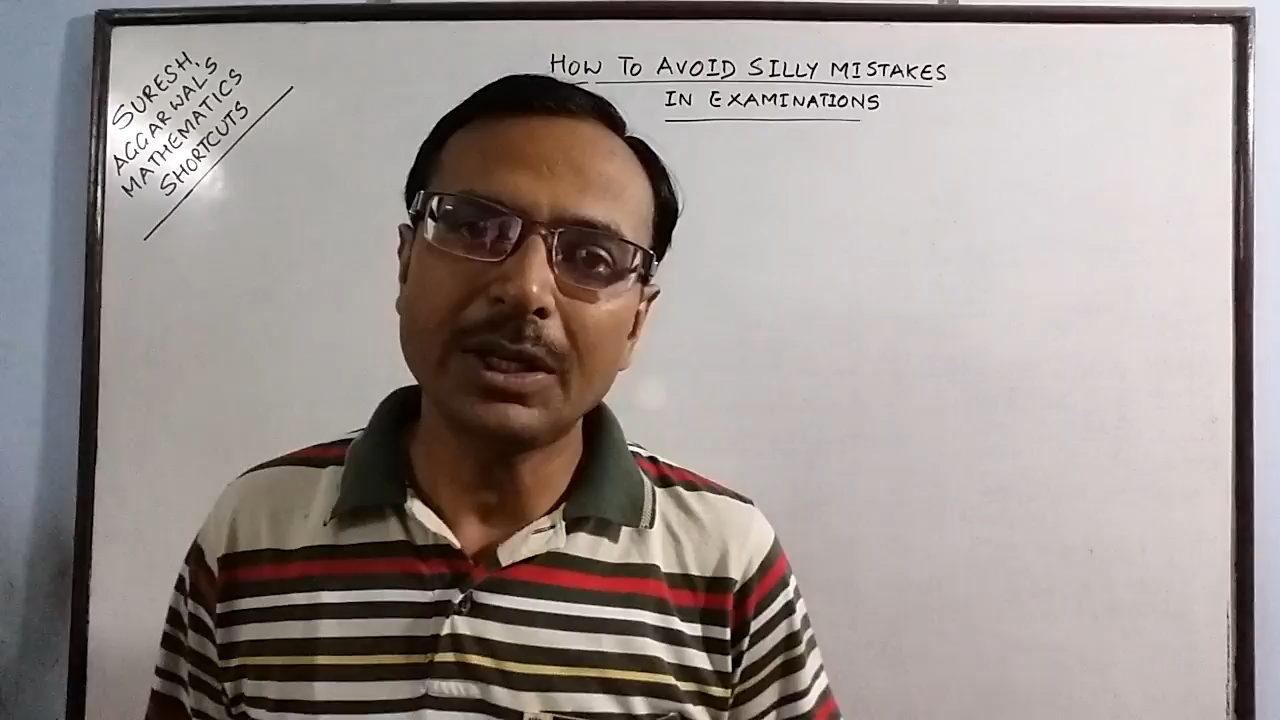 SURESH.
AGGARWAL'S
MATHEMATICS
SHORTCUTS
HOW TO AVOID SILLY MISTAKES
IN EXAMINATIONS